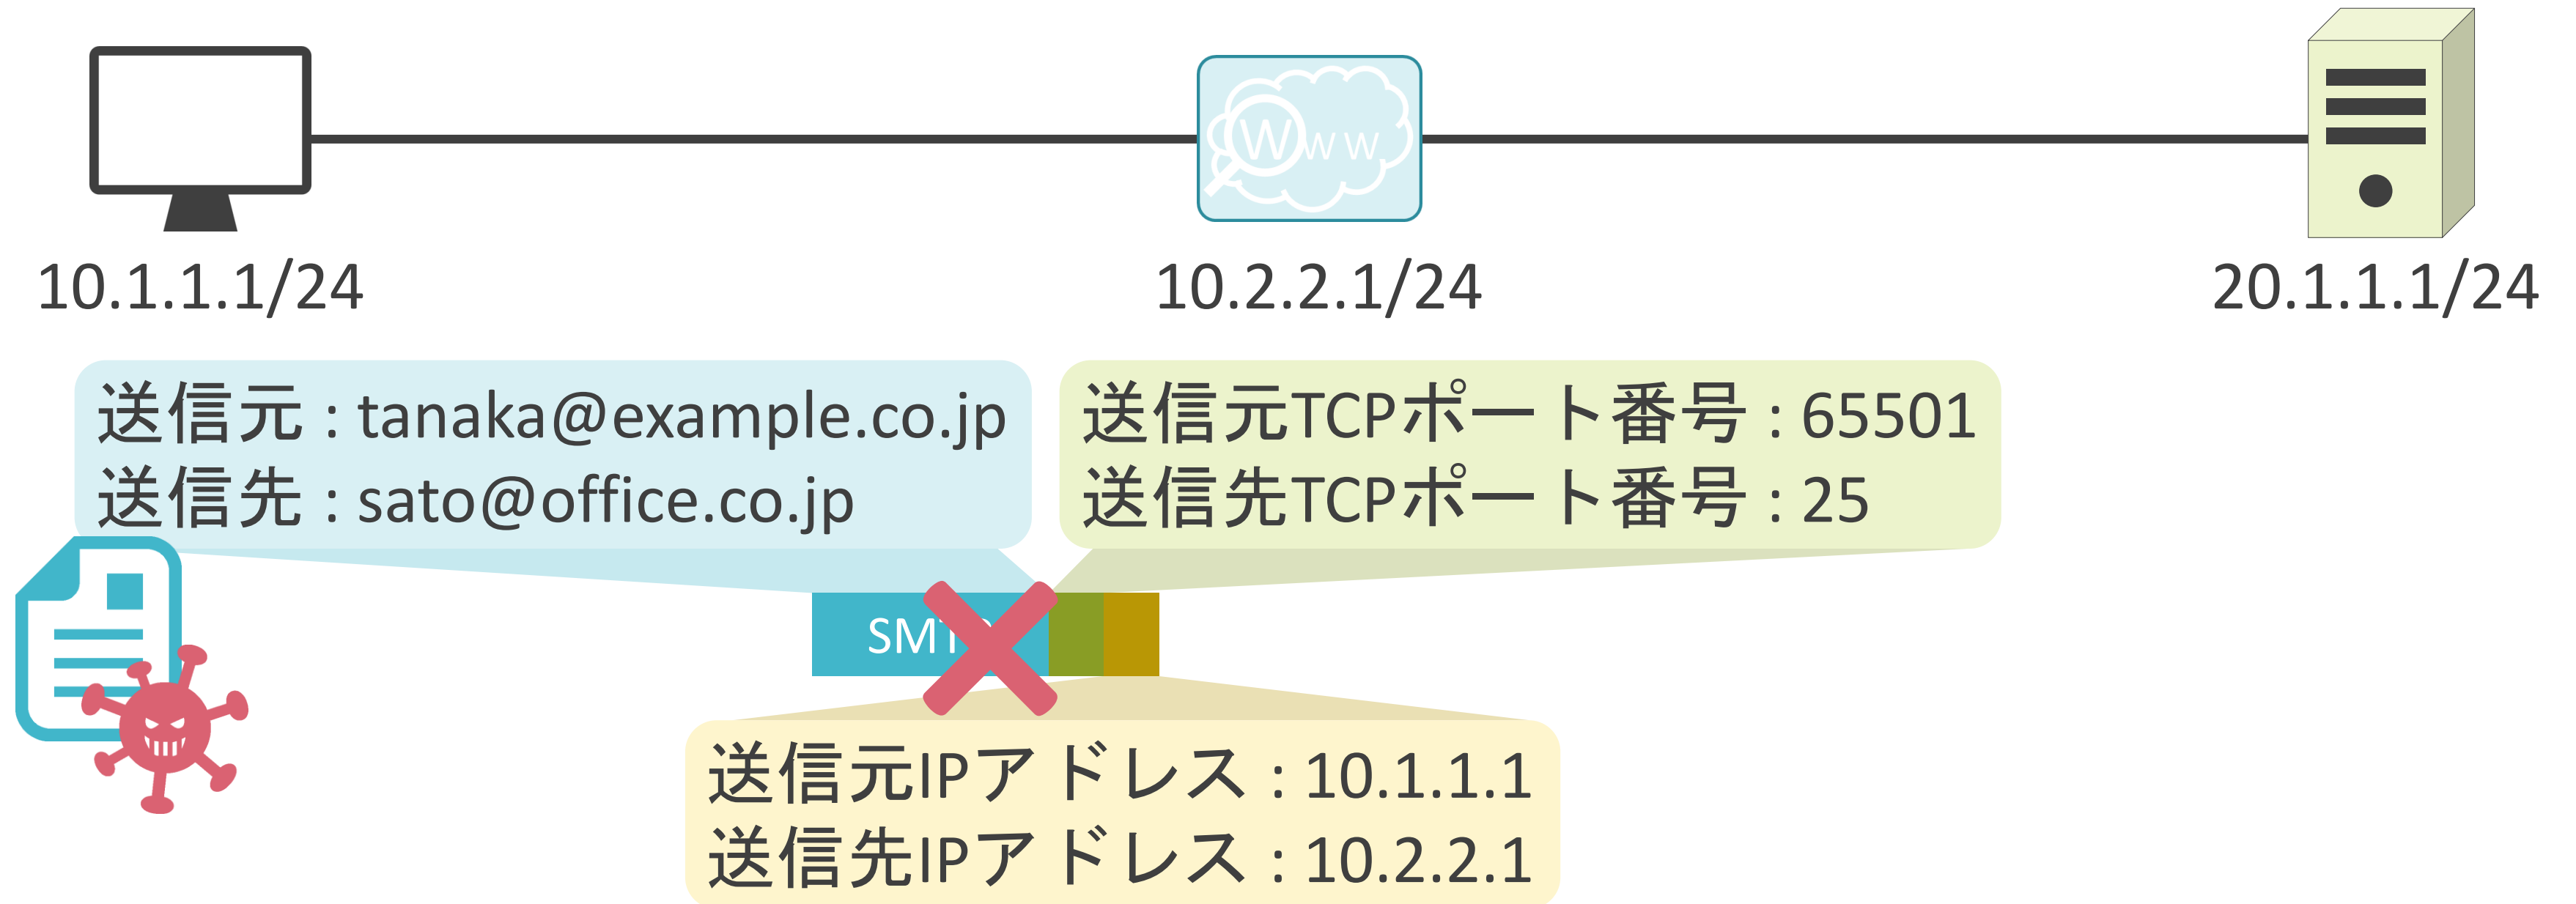 WWW
10.1.1.1/24
10.2.2.1/24
20.1.1.1/24
送信元 : tanaka@example.co.jp
送信先 : sato@office.co.jp
送信元TCPポート番号 : 65501
送信先TCPポート番号 : 25
SMTP
送信元IPアドレス : 10.1.1.1
送信先IPアドレス : 10.2.2.1